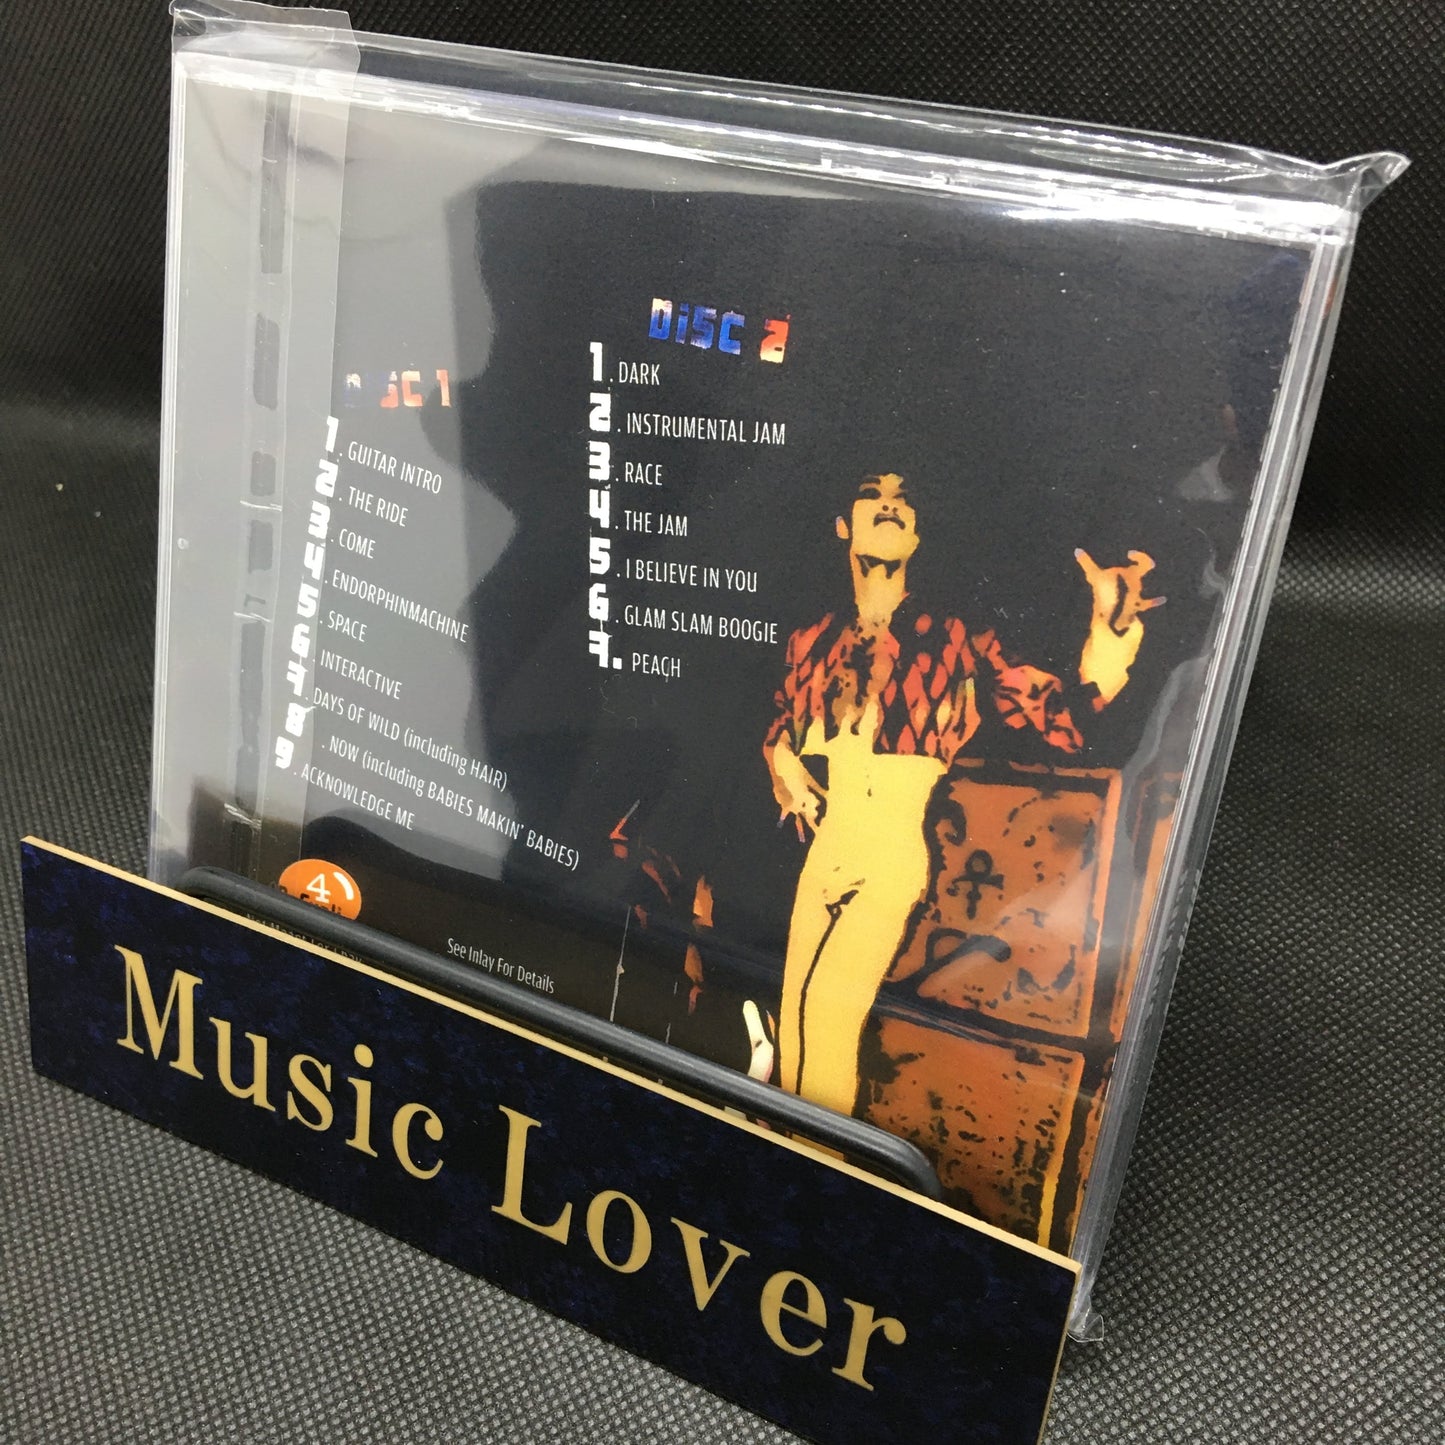 DiSC 1
1. GUITAR INTRO
2. THE RIDE
3. COME
4. ENDORPHINMACHINE
5. SPACE
6. INTERACTIVE
7. DAYS OF WILD (including HAIR)
8. NOW (including BABIES MAKIN' BABIES)
9. ACKNOWLEDGE ME
DiSC 2
1. DARK
2. INSTRUMENTAL JAM
3. RACE
4. THE JAM
5. I BELIEVE IN YOU
6. GLAM SLAM BOOGIE
7. PEACH
4
See Inlay For Details
Music Lover